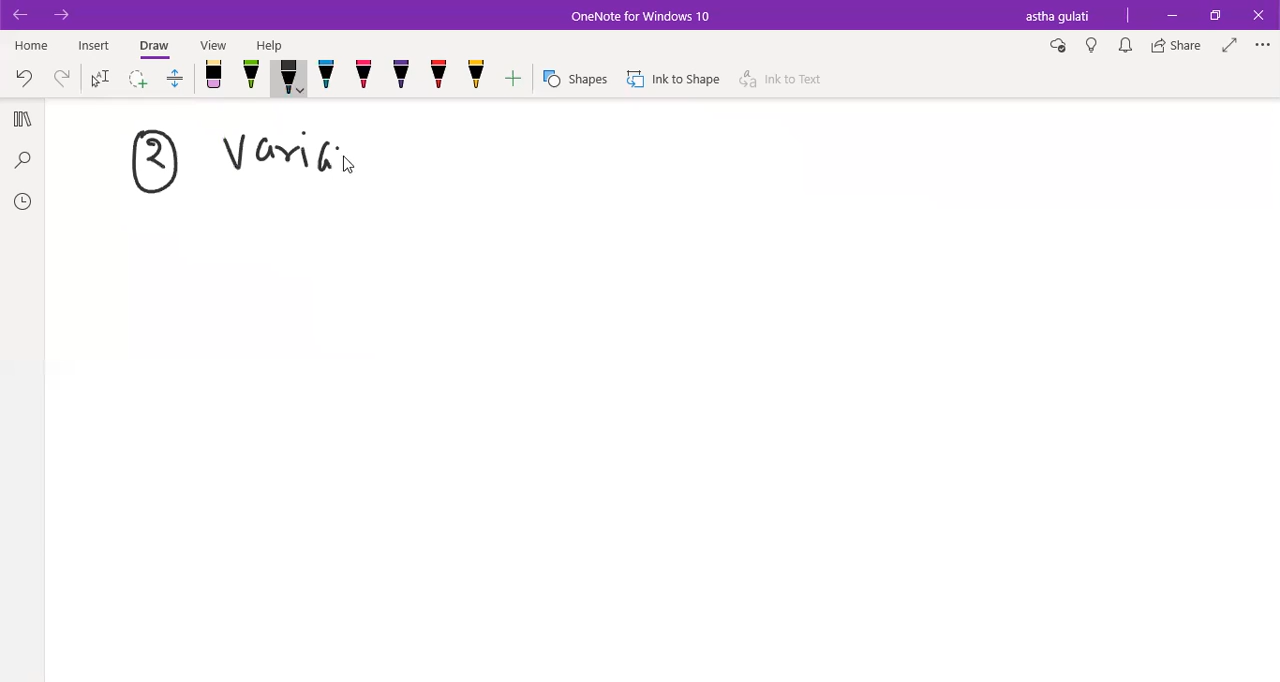 OneNote for Windows 10
astha gulati
Home Insert Draw View Help
Share
Shapes
Ink to Shape
Ink to Text
2 Varia